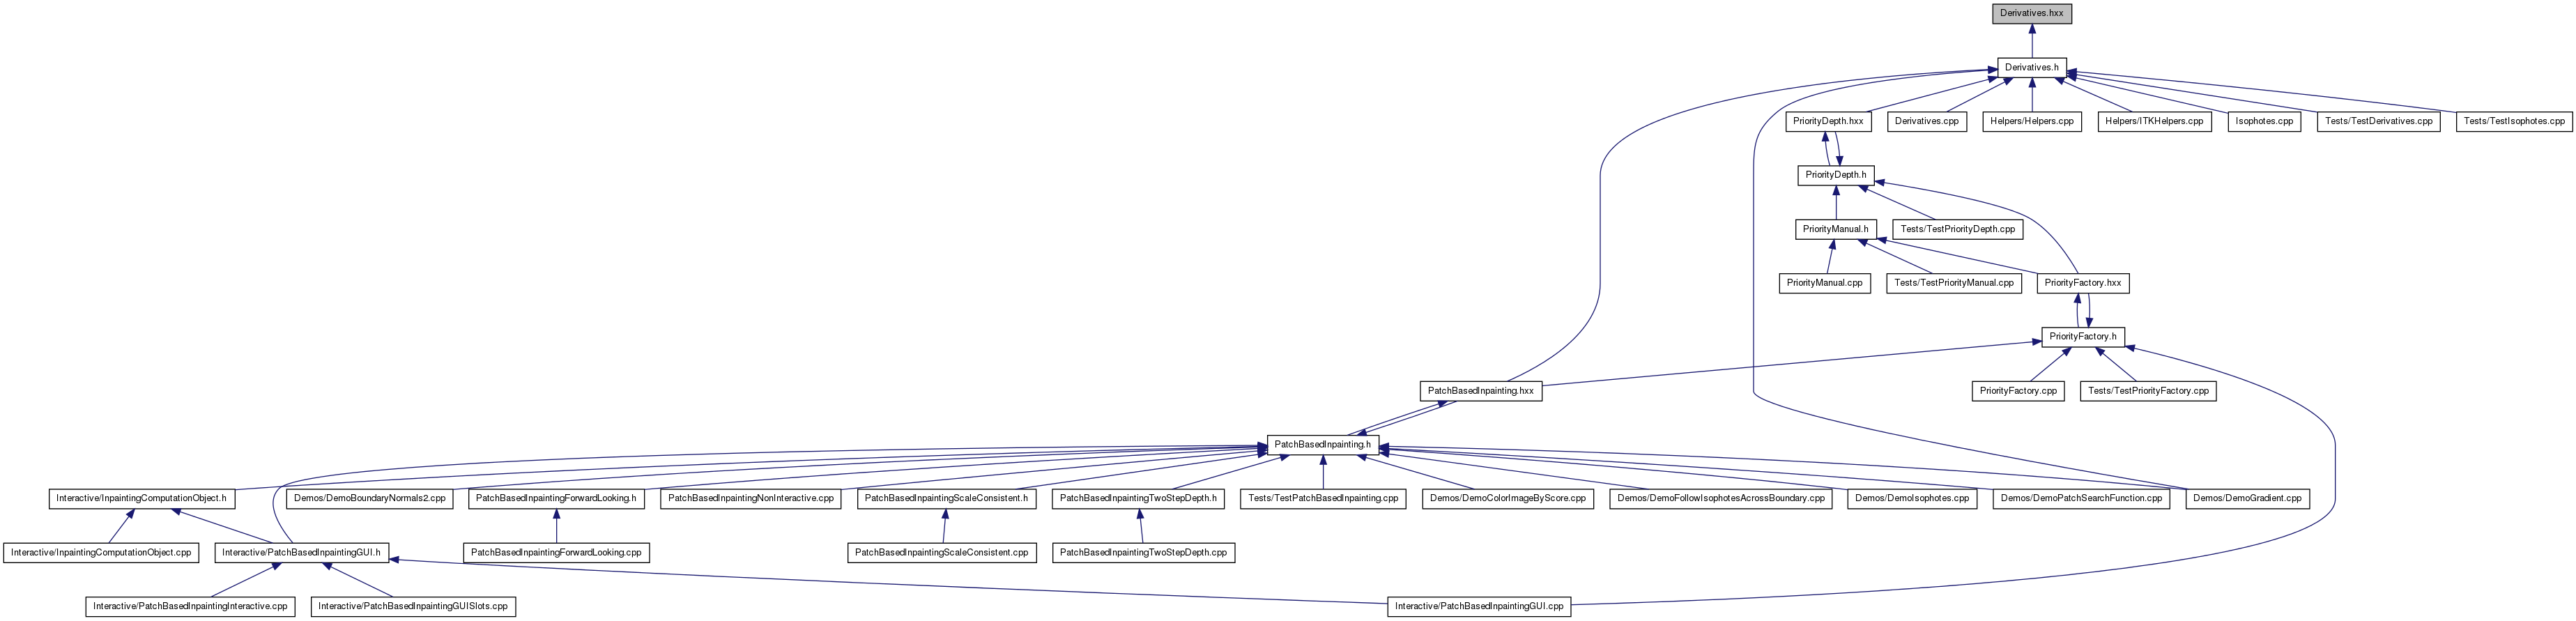 Derivatives.hxx
Derivatives.h
PriorityDepth.hxx
Derivatives.cpp
Helpers/Helpers.cpp
Helpers/ITKHelpers.cpp
Isophotes.cpp
Tests/TestDerivatives.cpp
Tests/TestIsophotes.cpp
PriorityDepth.h
PriorityManual.h
Tests/TestPriorityDepth.cpp
PriorityManual.cpp
Tests/TestPriorityManual.cpp
PriorityFactory.hxx
PriorityFactory.h
PatchBasedInpainting.hxx
PriorityFactory.cpp
Tests/TestPriorityFactory.cpp
PatchBasedInpainting.h
Interactive/InpaintingComputationObject.h
Demos/DemoBoundaryNormals2.cpp
PatchBasedInpaintingForwardLooking.h
PatchBasedInpaintingNonInteractive.cpp
PatchBasedInpaintingScaleConsistent.h
PatchBasedInpaintingTwoStepDepth.h
Tests/TestPatchBasedInpainting.cpp
Demos/DemoColorImageByScore.cpp
Demos/DemoFollowIsophotesAcrossBoundary.cpp
Demos/DemoIsophotes.cpp
Demos/DemoPatchSearchFunction.cpp
Demos/DemoGradient.cpp
Interactive/InpaintingComputationObject.cpp
Interactive/PatchBasedInpaintingGUI.h
PatchBasedInpaintingForwardLooking.cpp
PatchBasedInpaintingScaleConsistent.cpp
PatchBasedInpaintingTwoStepDepth.cpp
Interactive/PatchBasedInpaintingInteractive.cpp
Interactive/PatchBasedInpaintingGUISlots.cpp
Interactive/PatchBasedInpaintingGUI.cpp